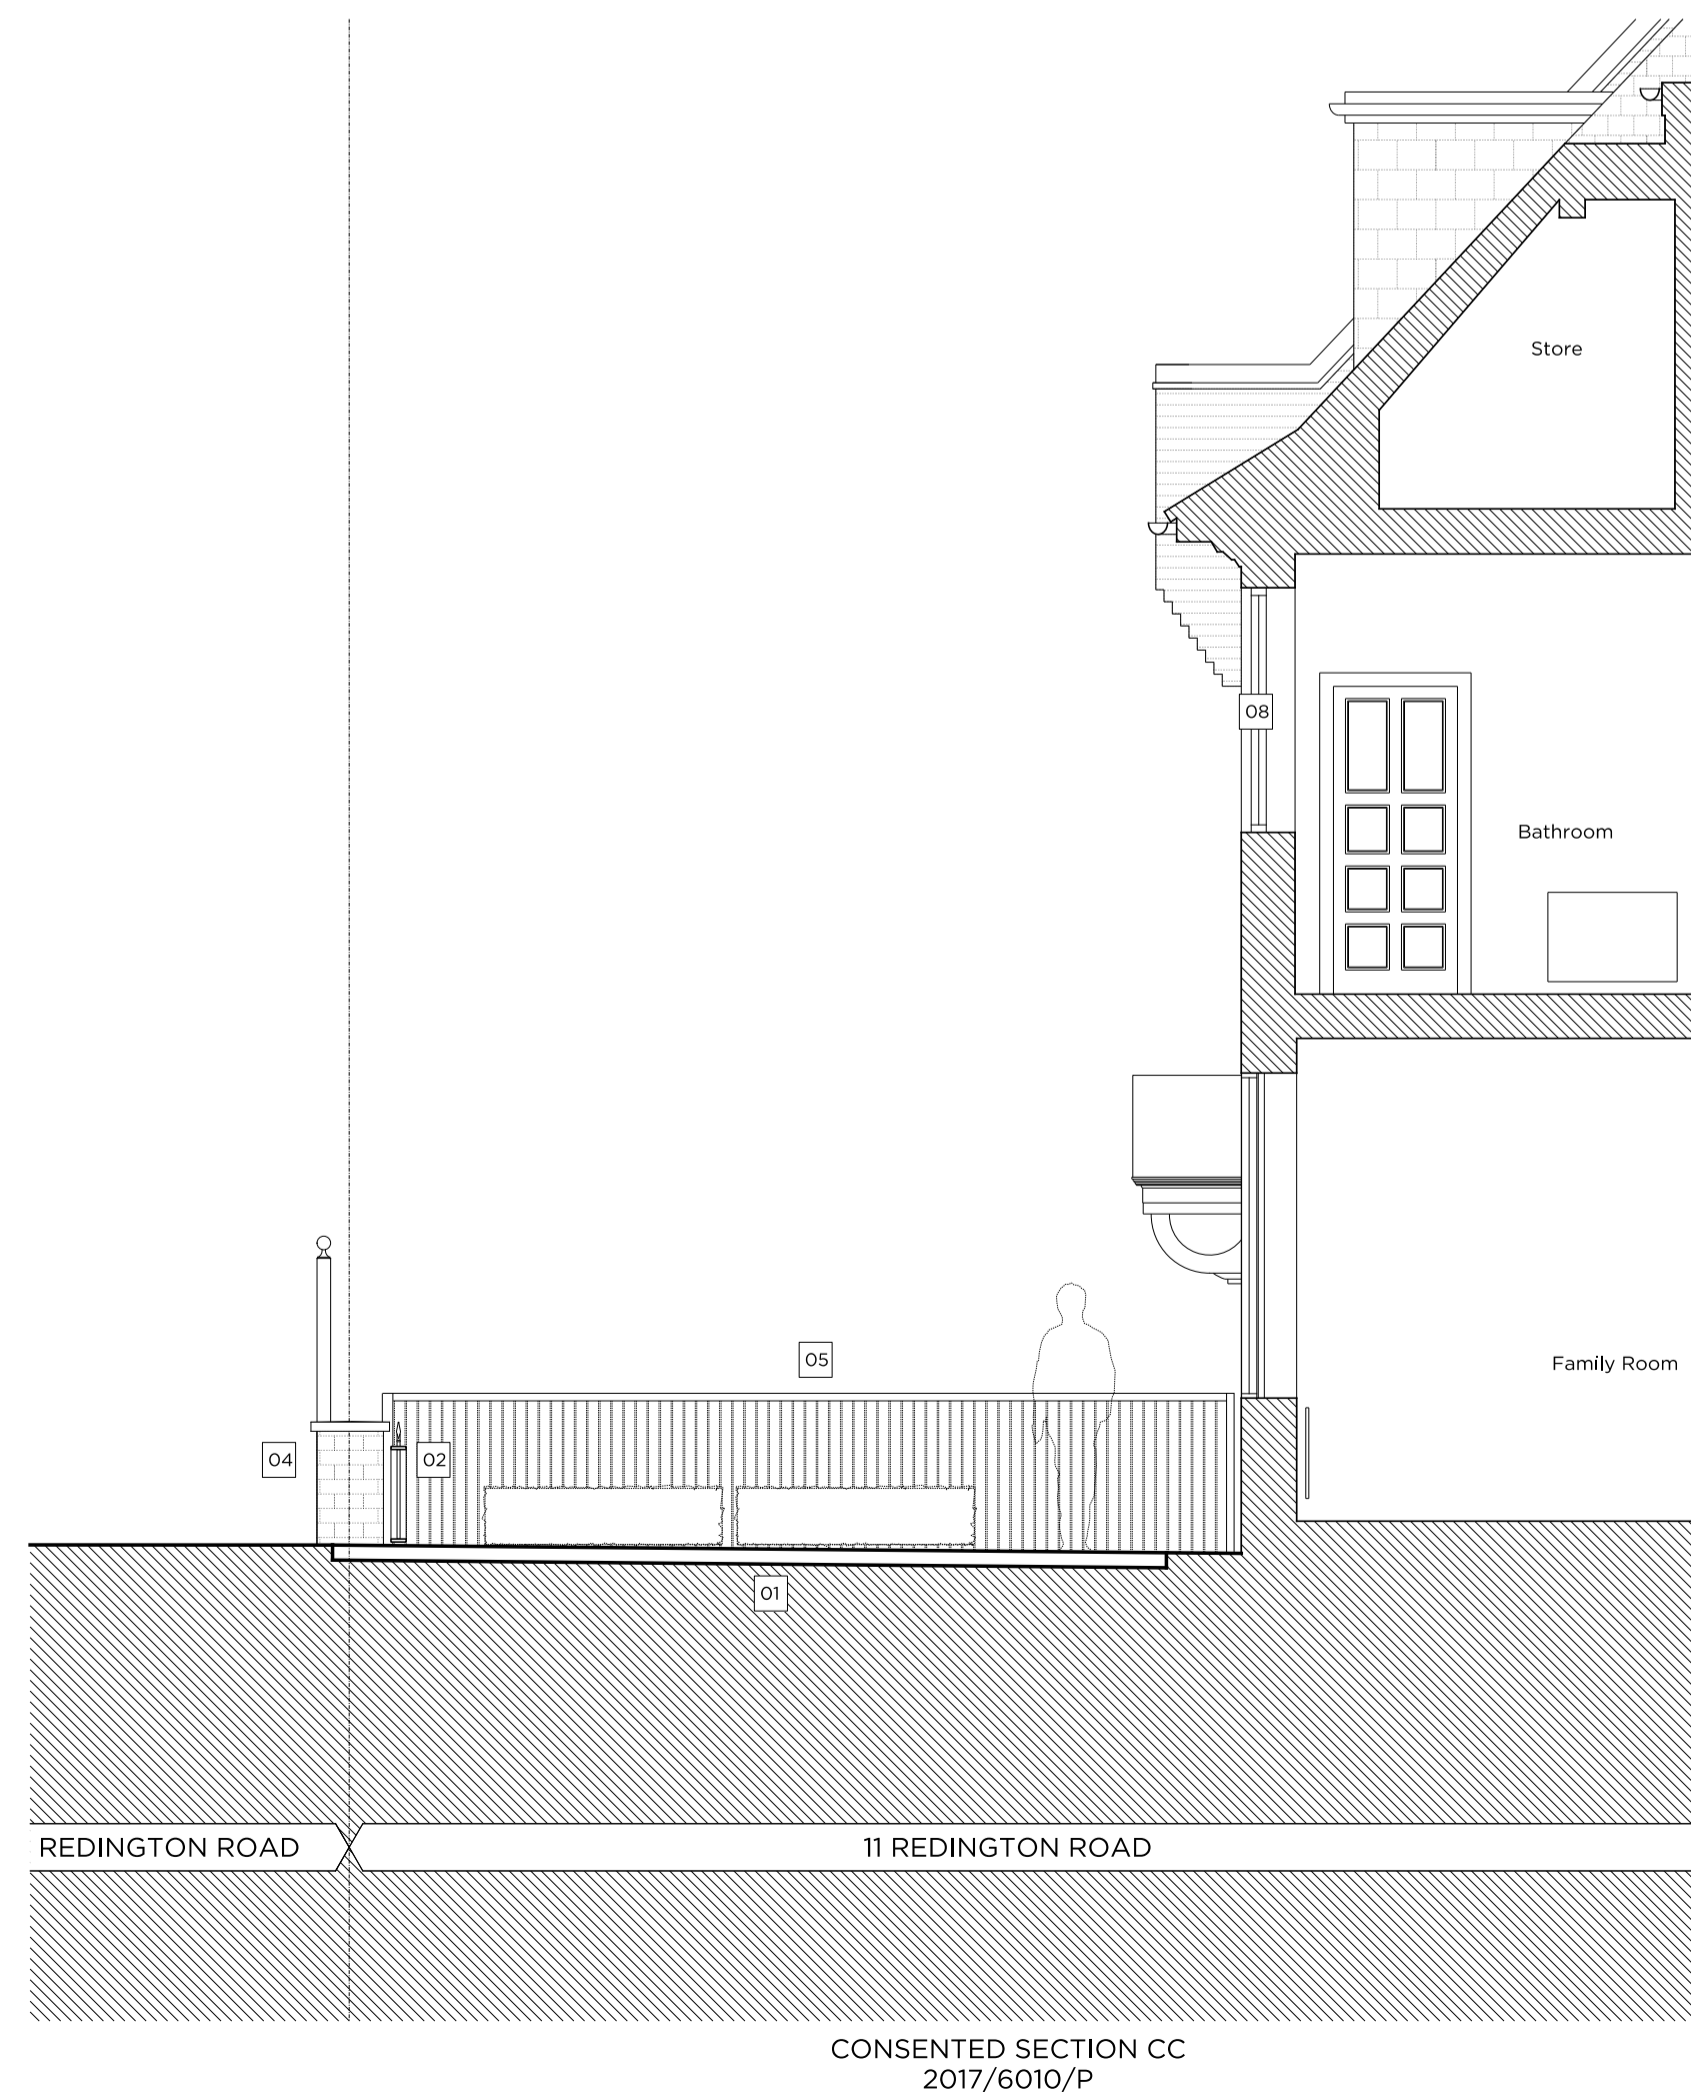 Store
08
Bathroom
05
Family Room
04
02
01
REDINGTON ROAD
11 REDINGTON ROAD
CONSENTED SECTION CC
2017/6010/P